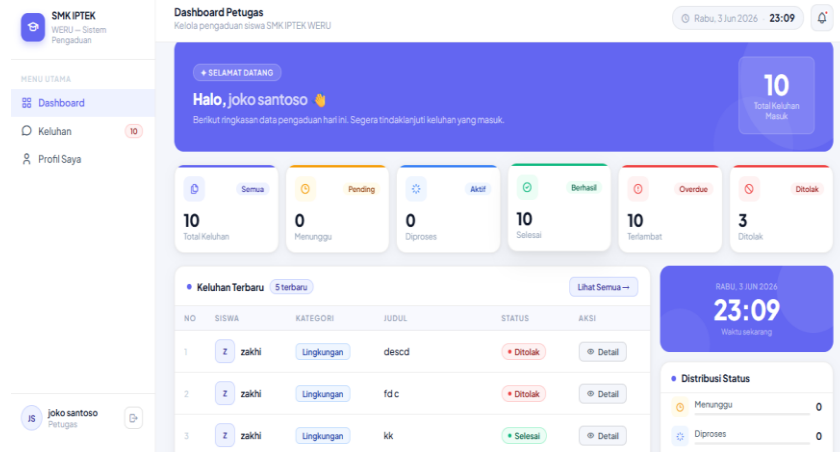 SMK IPTEK
WERU – Sistem
Pengaduan
MENU UTAMA
Dashboard
Keluhan 10
Profil Saya
JS joko santoso
Petugas
Dashboard Petugas
Kelola pengaduan siswa SMK IPTEK WERU
Rabu, 3 Jun 2026 · 23:09
SELAMAT DATANG
Halo, joko santoso 👋
Berikut ringkasan data pengaduan hari ini. Segera tindaklanjuti keluhan yang masuk.
10
Total Keluhan
Masuk
Semua
10
Total Keluhan
Pending
0
Menunggu
Aktif
0
Diproses
Berhasil
10
Selesai
Overdue
10
Terlambat
Ditolak
3
Ditolak
Keluhan Terbaru 5 terbaru Lihat Semua →
NO SISWA KATEGORI JUDUL STATUS AKSI
1 Z zakhi Lingkungan descd Ditolak Detail
2 Z zakhi Lingkungan fd c Ditolak Detail
3 Z zakhi Lingkungan kk Selesai Detail
RABU, 3 JUN 2026
23:09
Waktu sekarang
Distribusi Status
Menunggu 0
Diproses 0